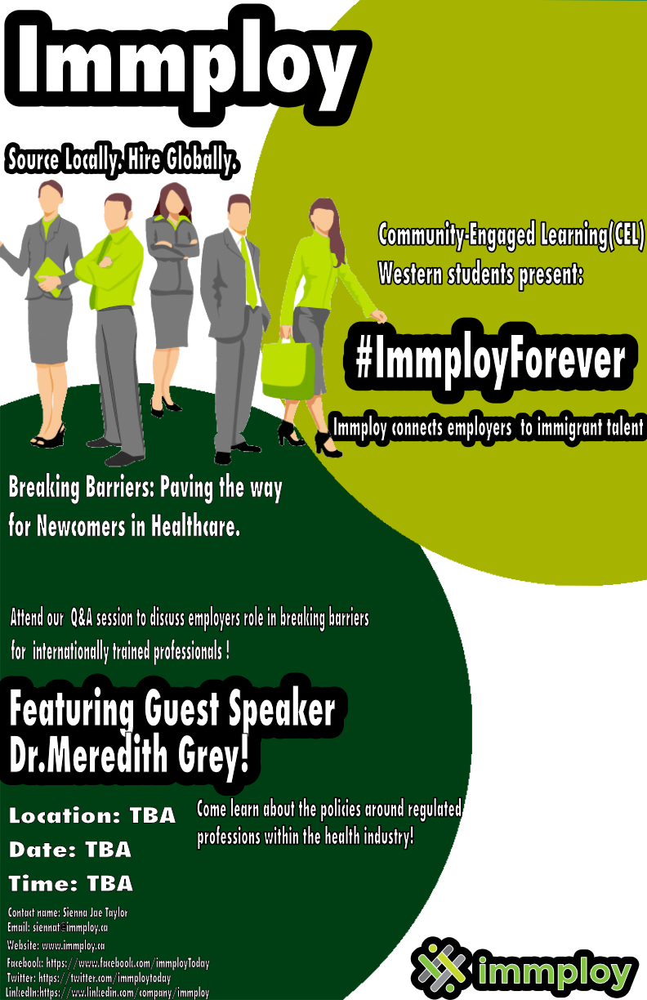 Immploy
Source Locally. Hire Globally.
Community-Engaged Learning(CEL)
Western students present:
#ImmployForever
Immploy connects employers to immigrant talent
Breaking Barriers: Paving the way
for Newcomers in Healthcare.
Attend our Q&A session to discuss employers role in breaking barriers
for internationally trained professionals !
Featuring Guest Speaker
Dr.Meredith Grey!
Location: TBA
Date: TBA
Time: TBA
Come learn about the policies around regulated
professions within the health industry!
Contact name: Sienna Jae Taylor
Email: siennat@immploy.ca
Website: www.immploy.ca
Facebook: https://www.facebook.com/immployToday
Twitter: https://twitter.com/immploytoday
LinkedIn:https://ww.linkedin.com/company/immploy
immploy